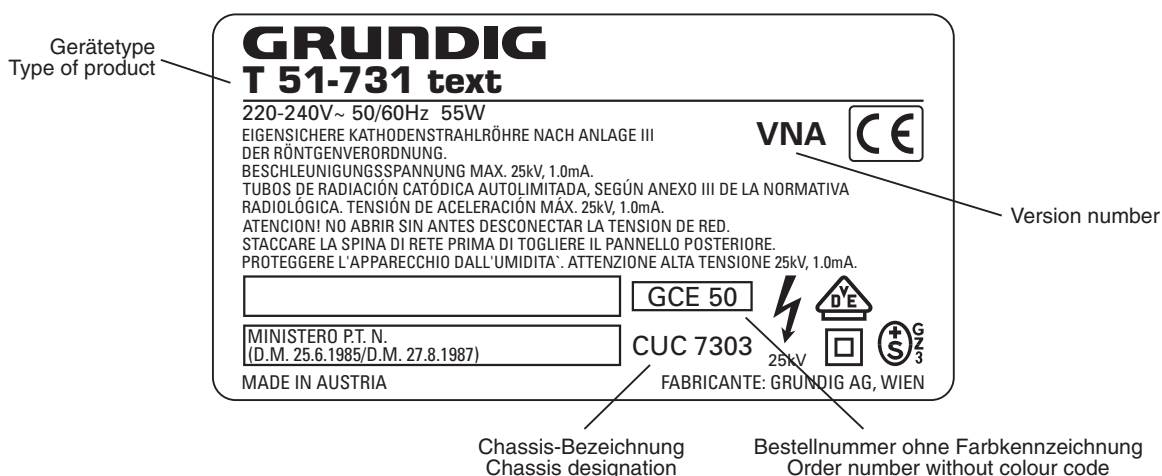 Gerätetype
Type of product
GRUNDIG
T 51-731 text
220-240V~ 50/60Hz 55W
EIGENSICHERE KATHODENSTRAHLRÖHRE NACH ANLAGE III
DER RÖNTGENVERORDNUNG.
BESCHLEUNIGUNGSSPANNUNG MAX. 25kV, 1.0mA.
TUBOS DE RADIACIÓN CATÓDICA AUTOLIMITADA, SEGÚN ANEXO III DE LA NORMATIVA
RADIOLÓGICA. TENSIÓN DE ACELERACIÓN MÁX. 25kV, 1.0mA.
ATENCION! NO ABRIR SIN ANTES DESCONECTAR LA TENSION DE RED.
STACCARE LA SPINA DI RETE PRIMA DI TOGLIERE IL PANNELLO POSTERIORE.
PROTEGGERE L'APPARECCHIO DALL'UMIDITA`. ATTENZIONE ALTA TENSIONE 25kV, 1.0mA.
VNA CE
Version number
GCE 50
DVE
MINISTERO P.T. N.
(D.M. 25.6.1985/D.M. 27.8.1987)
CUC 7303
25kV
+S
GZ3
MADE IN AUSTRIA
FABRICANTE: GRUNDIG AG, WIEN
Chassis-Bezeichnung
Chassis designation
Bestellnummer ohne Farbkennzeichnung
Order number without colour code